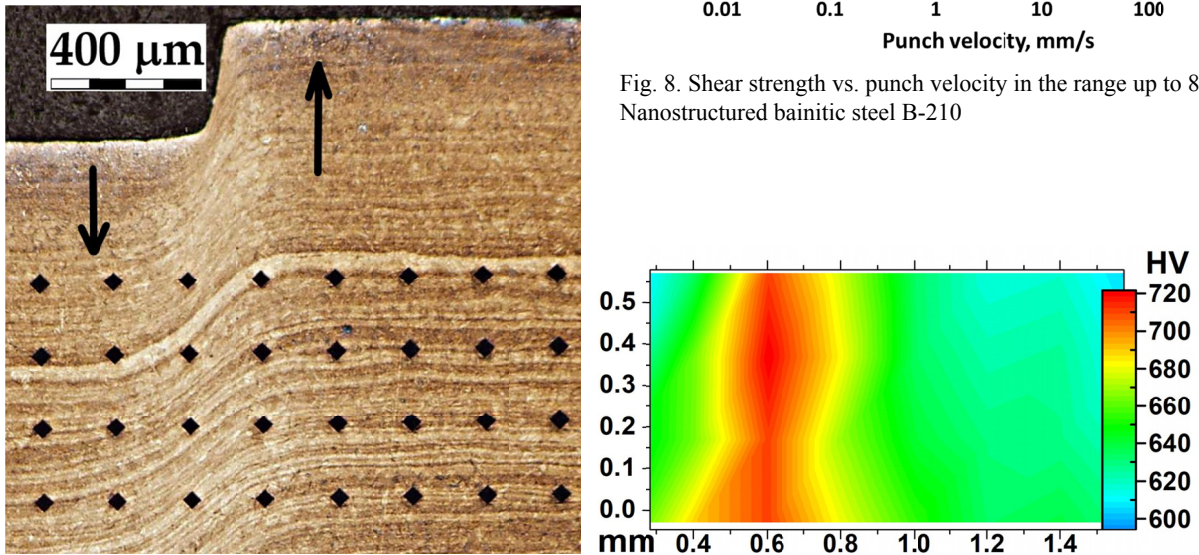 400 µm
0.01 0.1 1 10 100
Punch velocity, mm/s
Fig. 8. Shear strength vs. punch velocity in the range up to 8
Nanostructured bainitic steel B-210
HV
720
700
680
660
640
620
600
0.5
0.4
0.3
0.2
0.1
0.0
mm 0.4 0.6 0.8 1.0 1.2 1.4